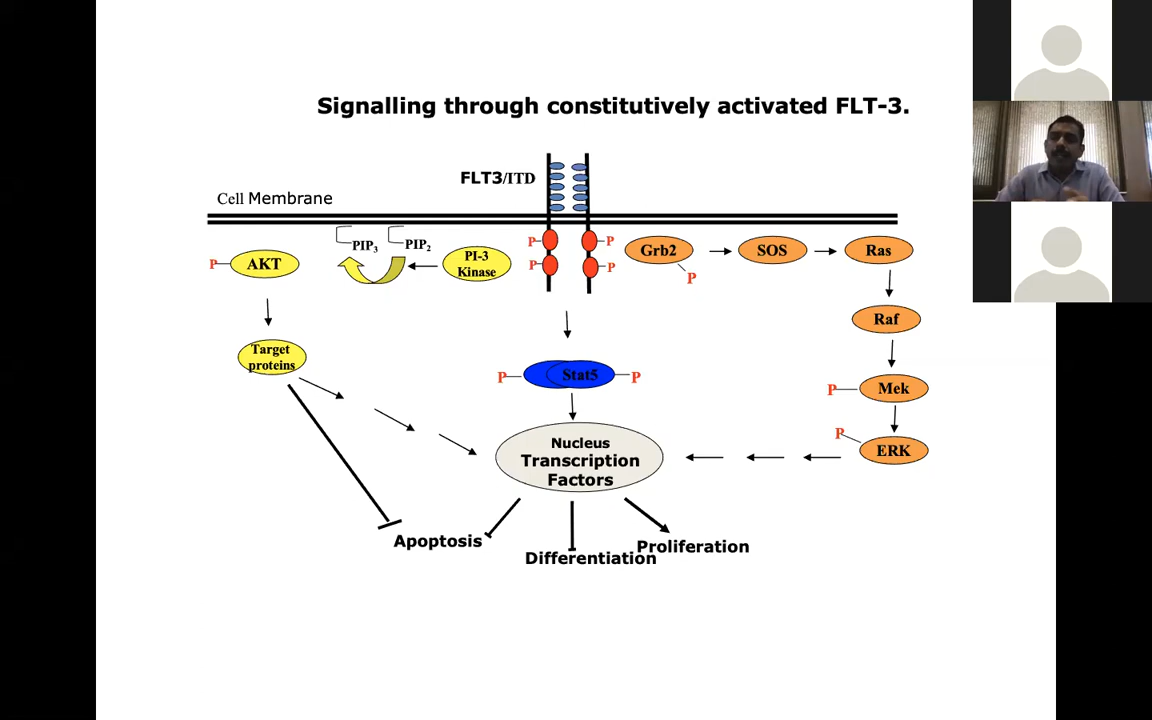 Signalling through constitutively activated FLT-3.
FLT3/ITD
Cell Membrane
P
AKT
PIP3
PIP2
PI-3
Kinase
P
P
P
P
Grb2
P
SOS
Ras
Raf
Target
proteins
P
Stat5
P
P
Mek
P
ERK
Nucleus
Transcription
Factors
Apoptosis
Differentiation
Proliferation